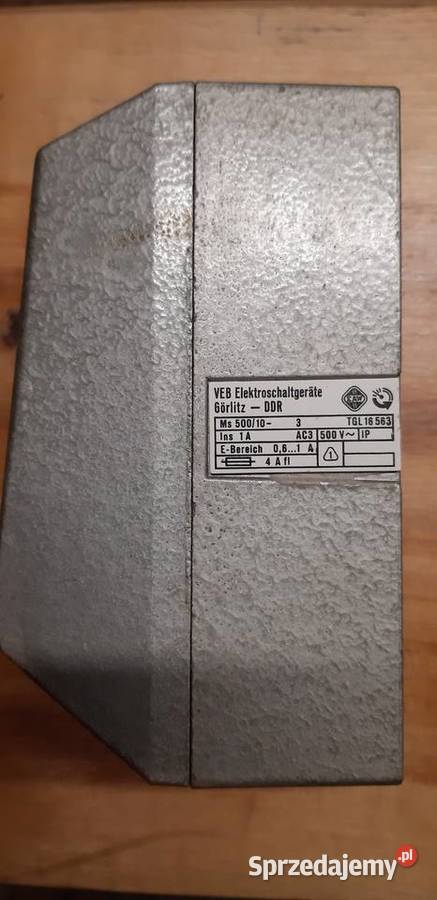 VEB Elektroschaltgeräte
Görlitz — DDR
Ms 500/10- 3 TGL 16 563
Ins 1 A AC3 500 V~ IP
E-Bereich 0,6...1 A
4 A fl
Sprzedajemy.pl